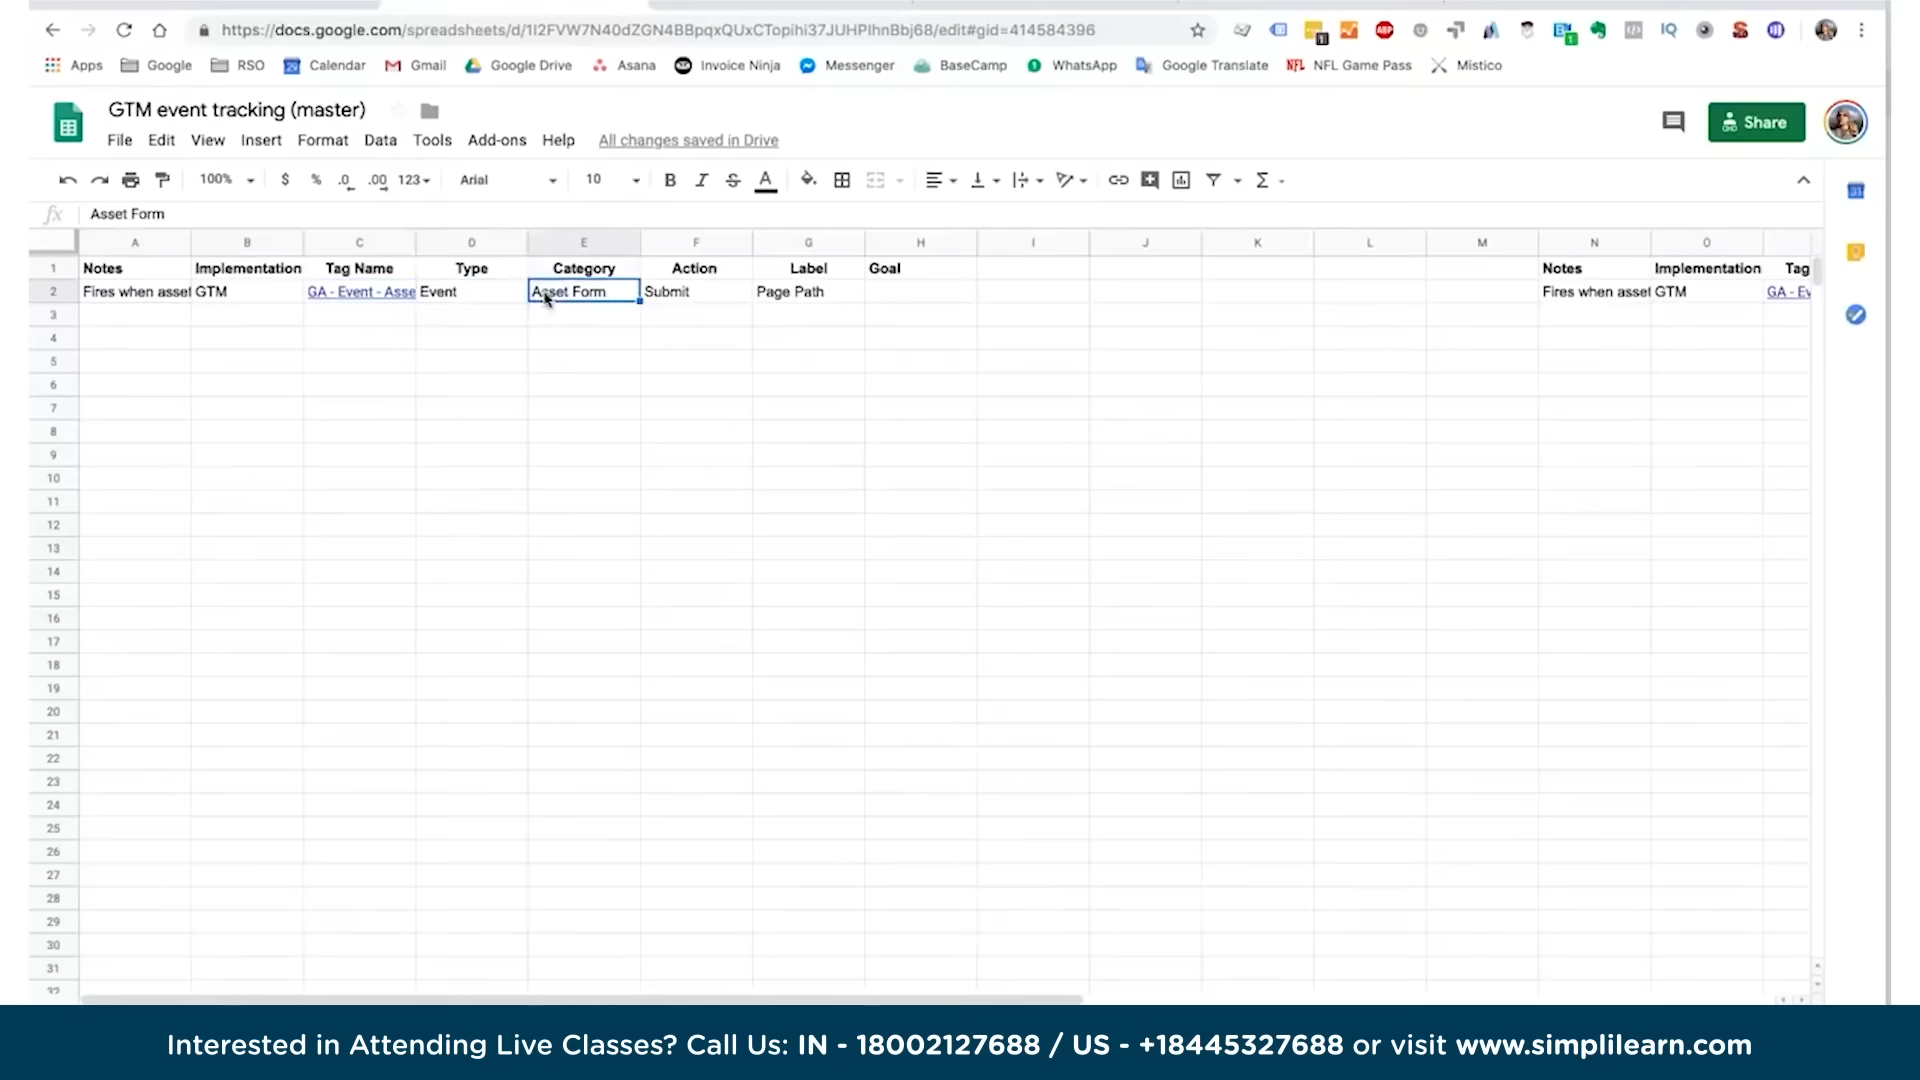 https://docs.google.com/spreadsheets/d/1I2FVW7N40dZGN4BBpqxQUxCTopihi37JUHPIhnBbj68/edit#gid=414584396
Apps Google RSO Calendar Gmail Google Drive Asana Invoice Ninja Messenger BaseCamp WhatsApp Google Translate NFL Game Pass Mistico
GTM event tracking (master)
File Edit View Insert Format Data Tools Add-ons Help All changes saved in Drive
Share
100% $ % .0 .00 123 Arial 10 B I S A Σ
fx Asset Form
A B C D E F G H I J K L M N O
1 Notes Implementation Tag Name Type Category Action Label Goal Notes Implementation Tag
2 Fires when asset GTM GA - Event - Asse Event Asset Form Submit Page Path Fires when asset GTM GA - Ev
3
4
5
6
7
8
9
10
11
12
13
14
15
16
17
18
19
20
21
22
23
24
25
26
27
28
29
30
31
32
Interested in Attending Live Classes? Call Us: IN - 18002127688 / US - +18445327688 or visit www.simplilearn.com